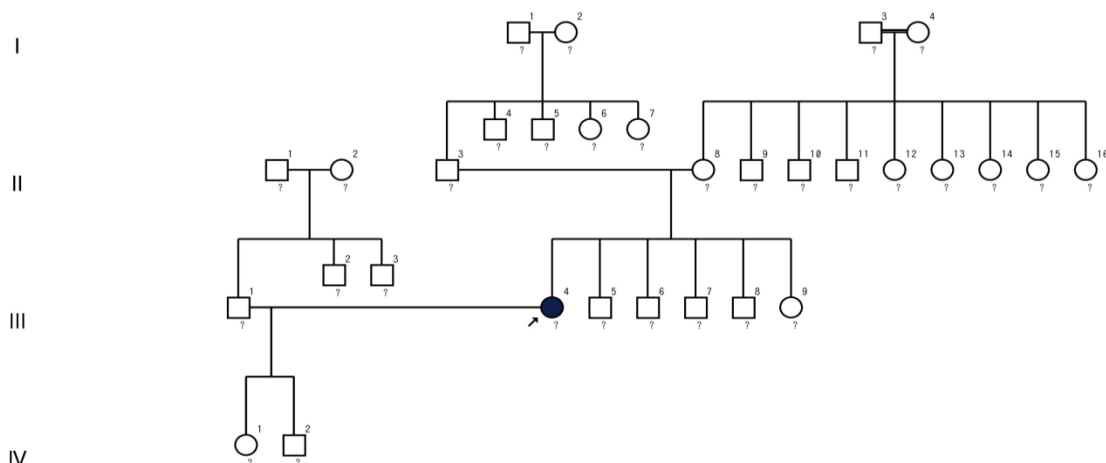 I
1 2 3 4
? ? ? ?
4 5 6 7
? ? ? ?
II
1 2 3 8 9 10 11 12 13 14 15 16
? ? ? ? ? ? ? ? ? ? ? ?
2 3
? ?
III
1 4 5 6 7 8 9
? ? ? ? ? ? ?
IV
1 2
? ?